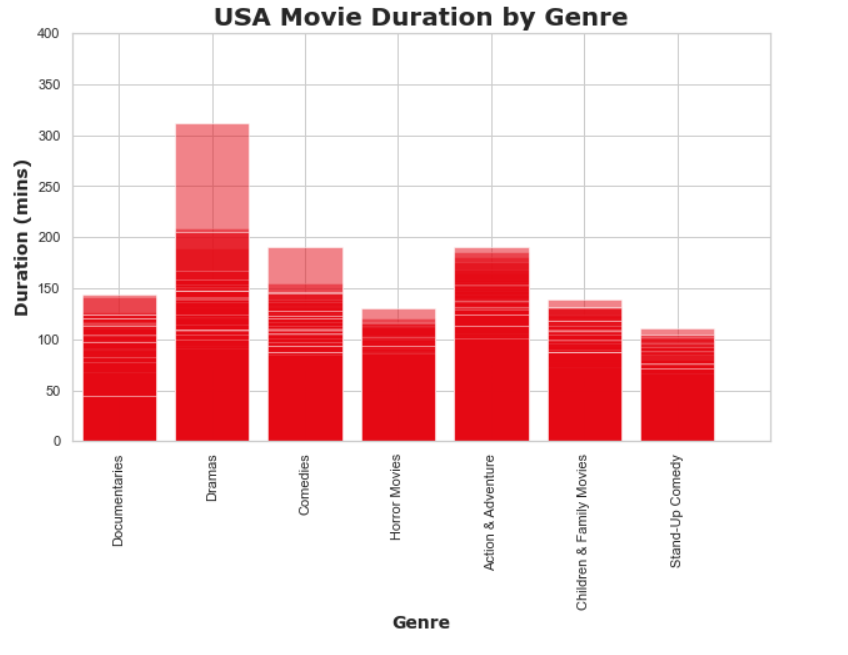 USA Movie Duration by Genre
400
350
300
250
200
150
100
50
0
Duration (mins)
Documentaries
Dramas
Comedies
Horror Movies
Action & Adventure
Children & Family Movies
Stand-Up Comedy
Genre